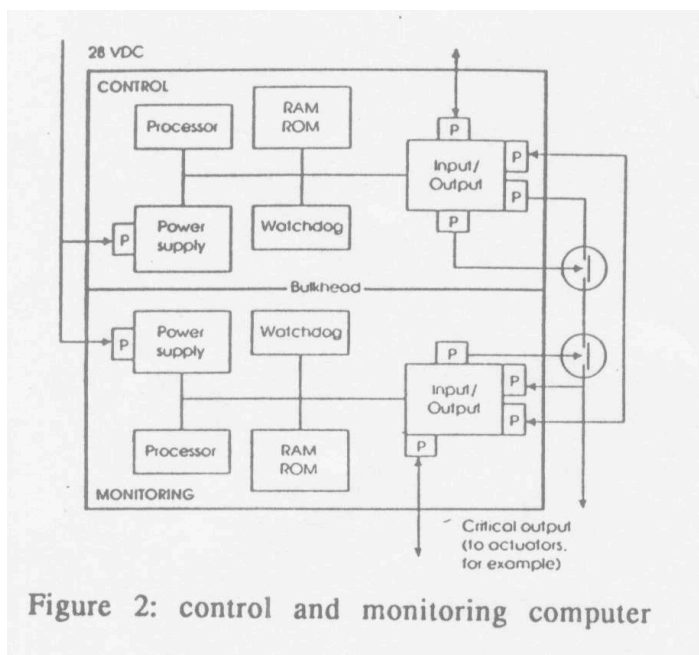 28 VDC
CONTROL
Processor
RAM
ROM
P
Input/
Output
P
P
P
Power
supply
P
Watchdog
Bulkhead
Power
supply
P
Watchdog
P
Input/
Output
P
P
P
Processor
RAM
ROM
MONITORING
Critical output
(to actuators,
for example)
Figure 2: control and monitoring computer